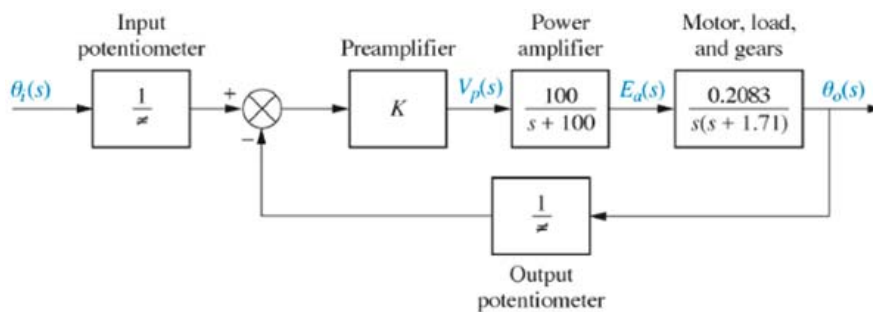 Input
potentiometer
Preamplifier
Power
amplifier
Motor, load,
and gears
θi(s)
1
+
−
K
Vp(s)
100
s + 100
Ea(s)
0.2083
s(s + 1.71)
θo(s)
1
Output
potentiometer